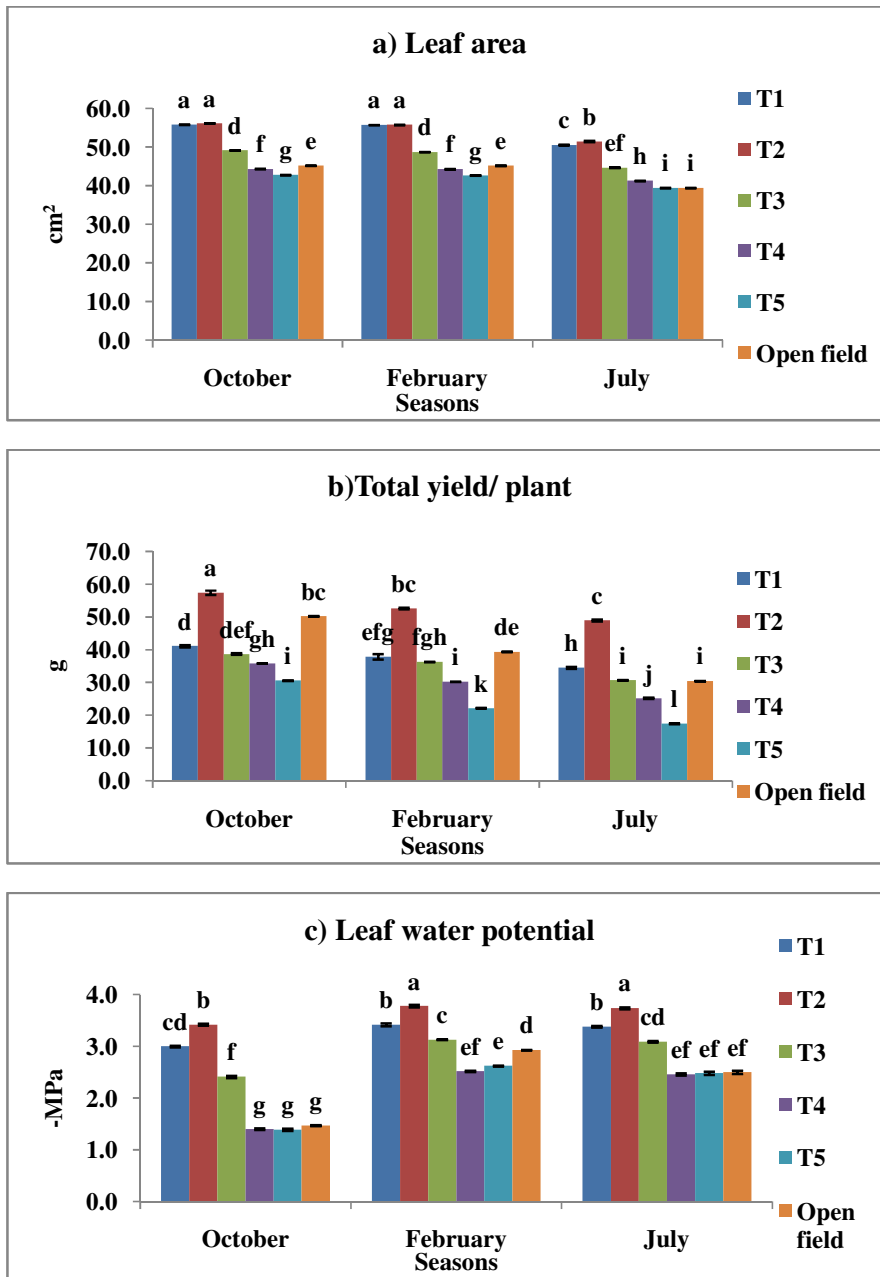 a) Leaf area
60.0
50.0
40.0
30.0
20.0
10.0
0.0
cm²
a a d f g e
a a d f g e
c b ef h i i
October February July
Seasons
T1
T2
T3
T4
T5
Open field
b)Total yield/ plant
70.0
60.0
50.0
40.0
30.0
20.0
10.0
0.0
g
d a def gh i bc
efg bc fgh i k de
h c i j l i
October February July
Seasons
T1
T2
T3
T4
T5
Open field
c) Leaf water potential
4.0
3.0
2.0
1.0
0.0
-MPa
cd b f g g g
b a c ef e d
b a cd ef ef ef
October February July
Seasons
T1
T2
T3
T4
T5
Open
field